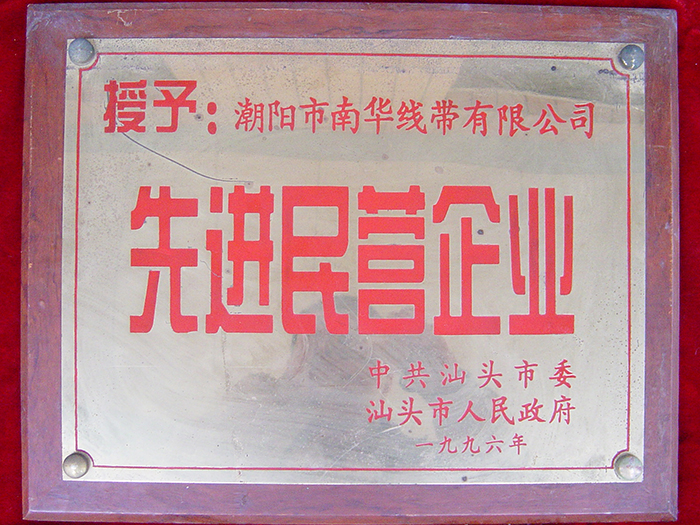 授予：潮阳市南华线带有限公司
先进民营企业
中共汕头市委
汕头市人民政府
一九九六年